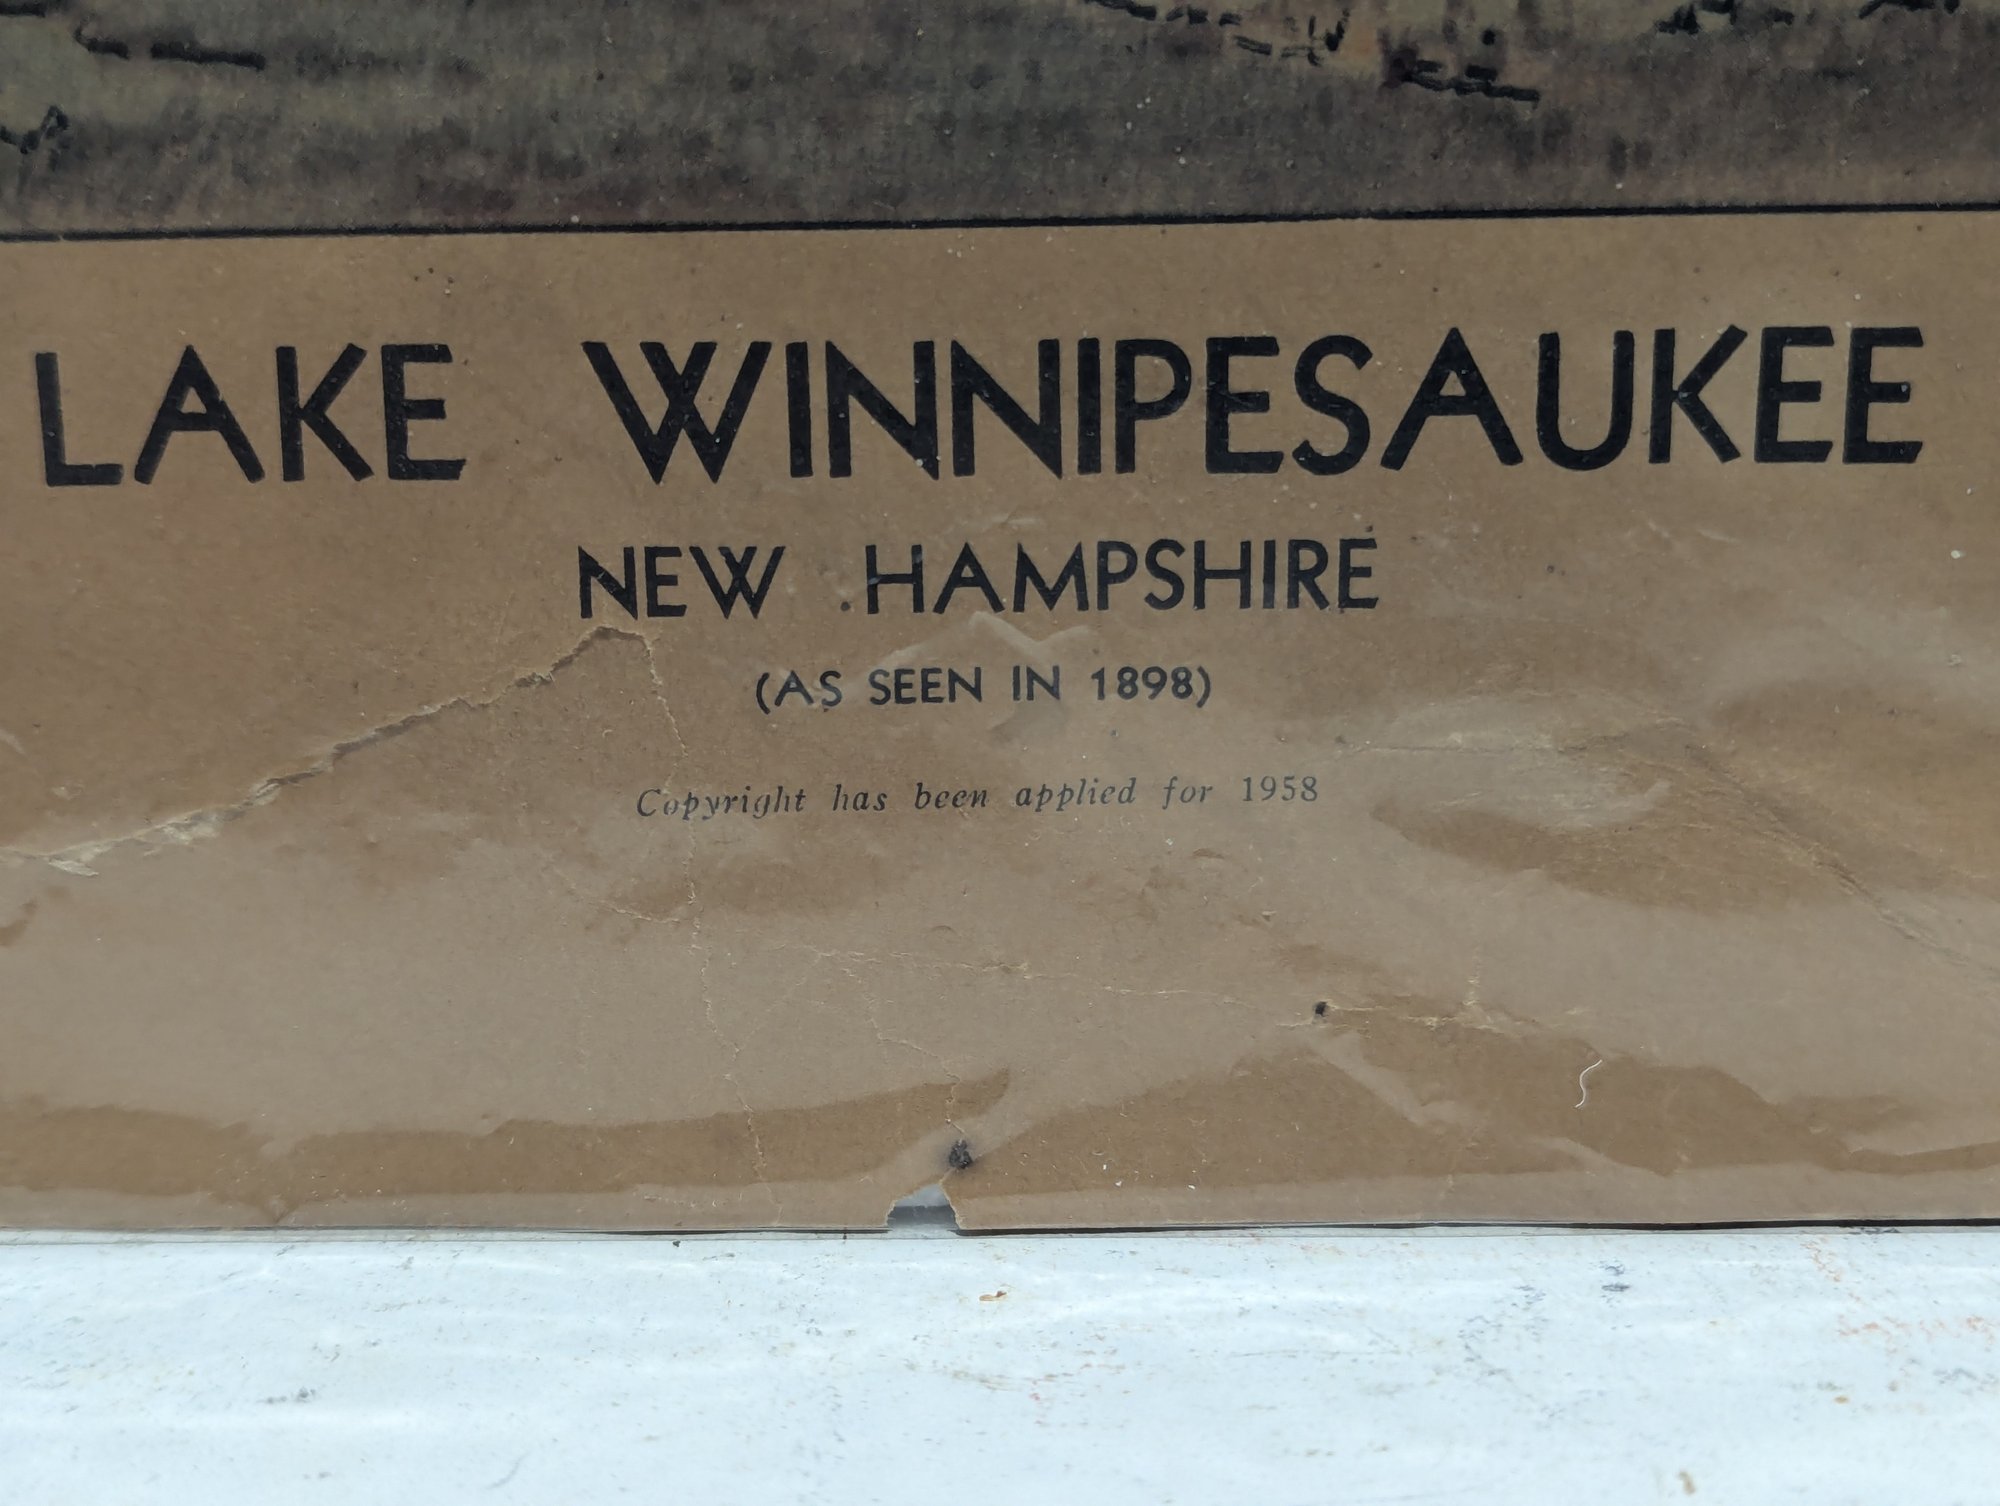 LAKE WINNIPESAUKEE
NEW HAMPSHIRE
(AS SEEN IN 1898)
Copyright has been applied for 1958